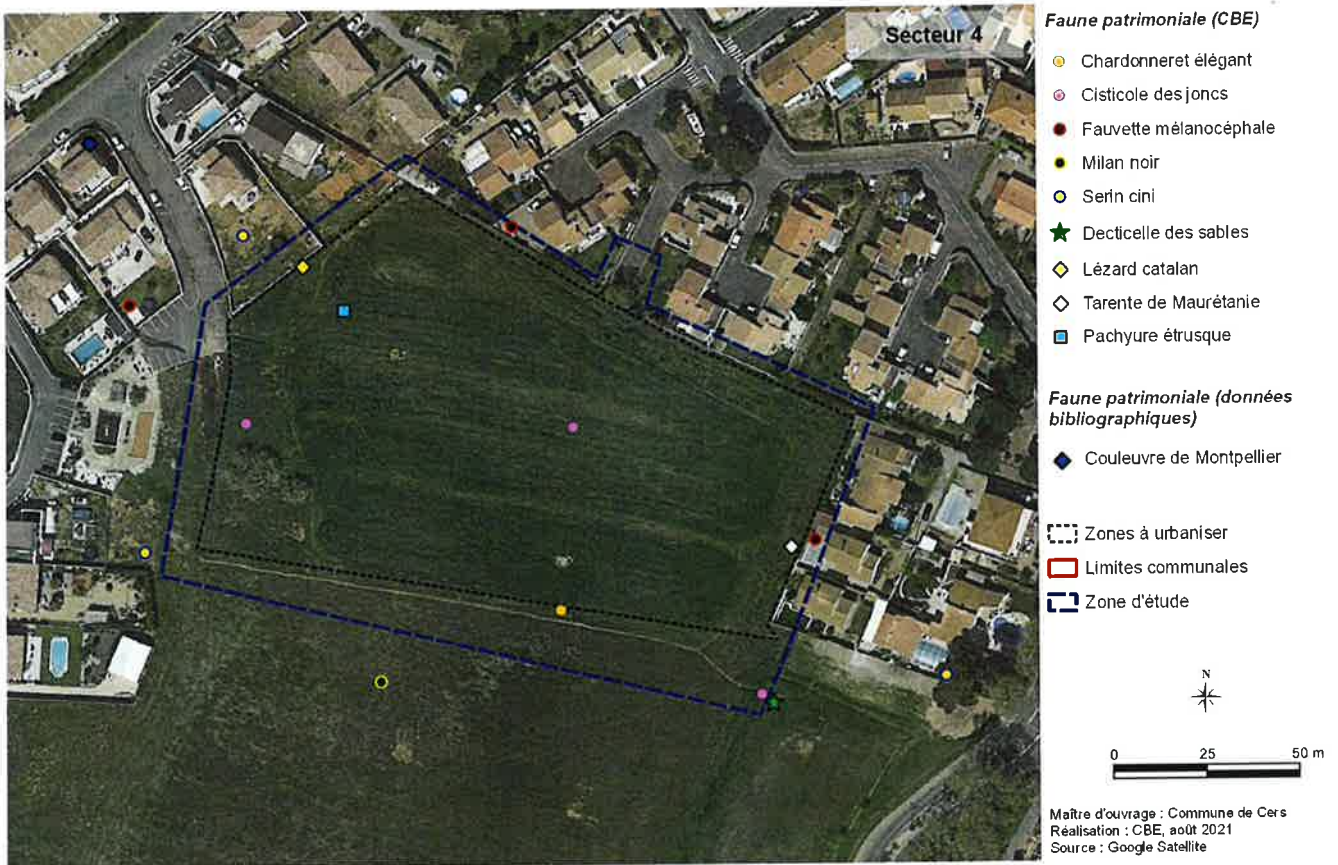 Secteur 4
Faune patrimoniale (CBE)
Chardonneret élégant
Cisticole des joncs
Fauvette mélanocéphale
Milan noir
Serin cini
Decticelle des sables
Lézard catalan
Tarente de Maurétanie
Pachyure étrusque
Faune patrimoniale (données
bibliographiques)
Couleuvre de Montpellier
Zones à urbaniser
Limites communales
Zone d'étude
N
0 25 50 m
Maître d'ouvrage : Commune de Cers
Réalisation : CBE, août 2021
Source : Google Satellite